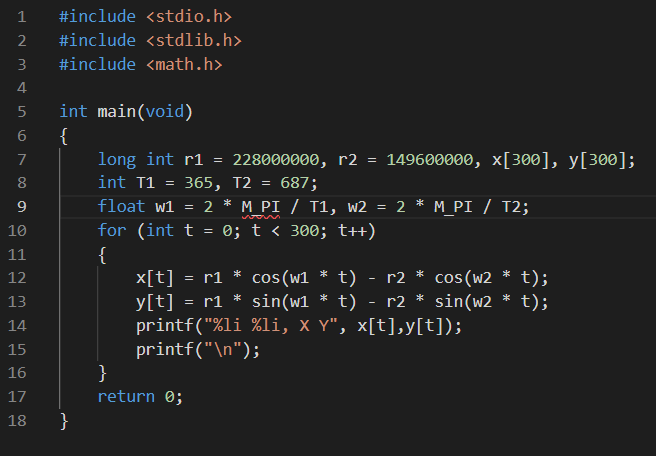 1 #include <stdio.h>
2 #include <stdlib.h>
3 #include <math.h>
4
5 int main(void)
6 {
7 long int r1 = 228000000, r2 = 149600000, x[300], y[300];
8 int T1 = 365, T2 = 687;
9 float w1 = 2 * M_PI / T1, w2 = 2 * M_PI / T2;
10 for (int t = 0; t < 300; t++)
11 {
12 x[t] = r1 * cos(w1 * t) - r2 * cos(w2 * t);
13 y[t] = r1 * sin(w1 * t) - r2 * sin(w2 * t);
14 printf("%li %li, X Y", x[t],y[t]);
15 printf("\n");
16 }
17 return 0;
18 }